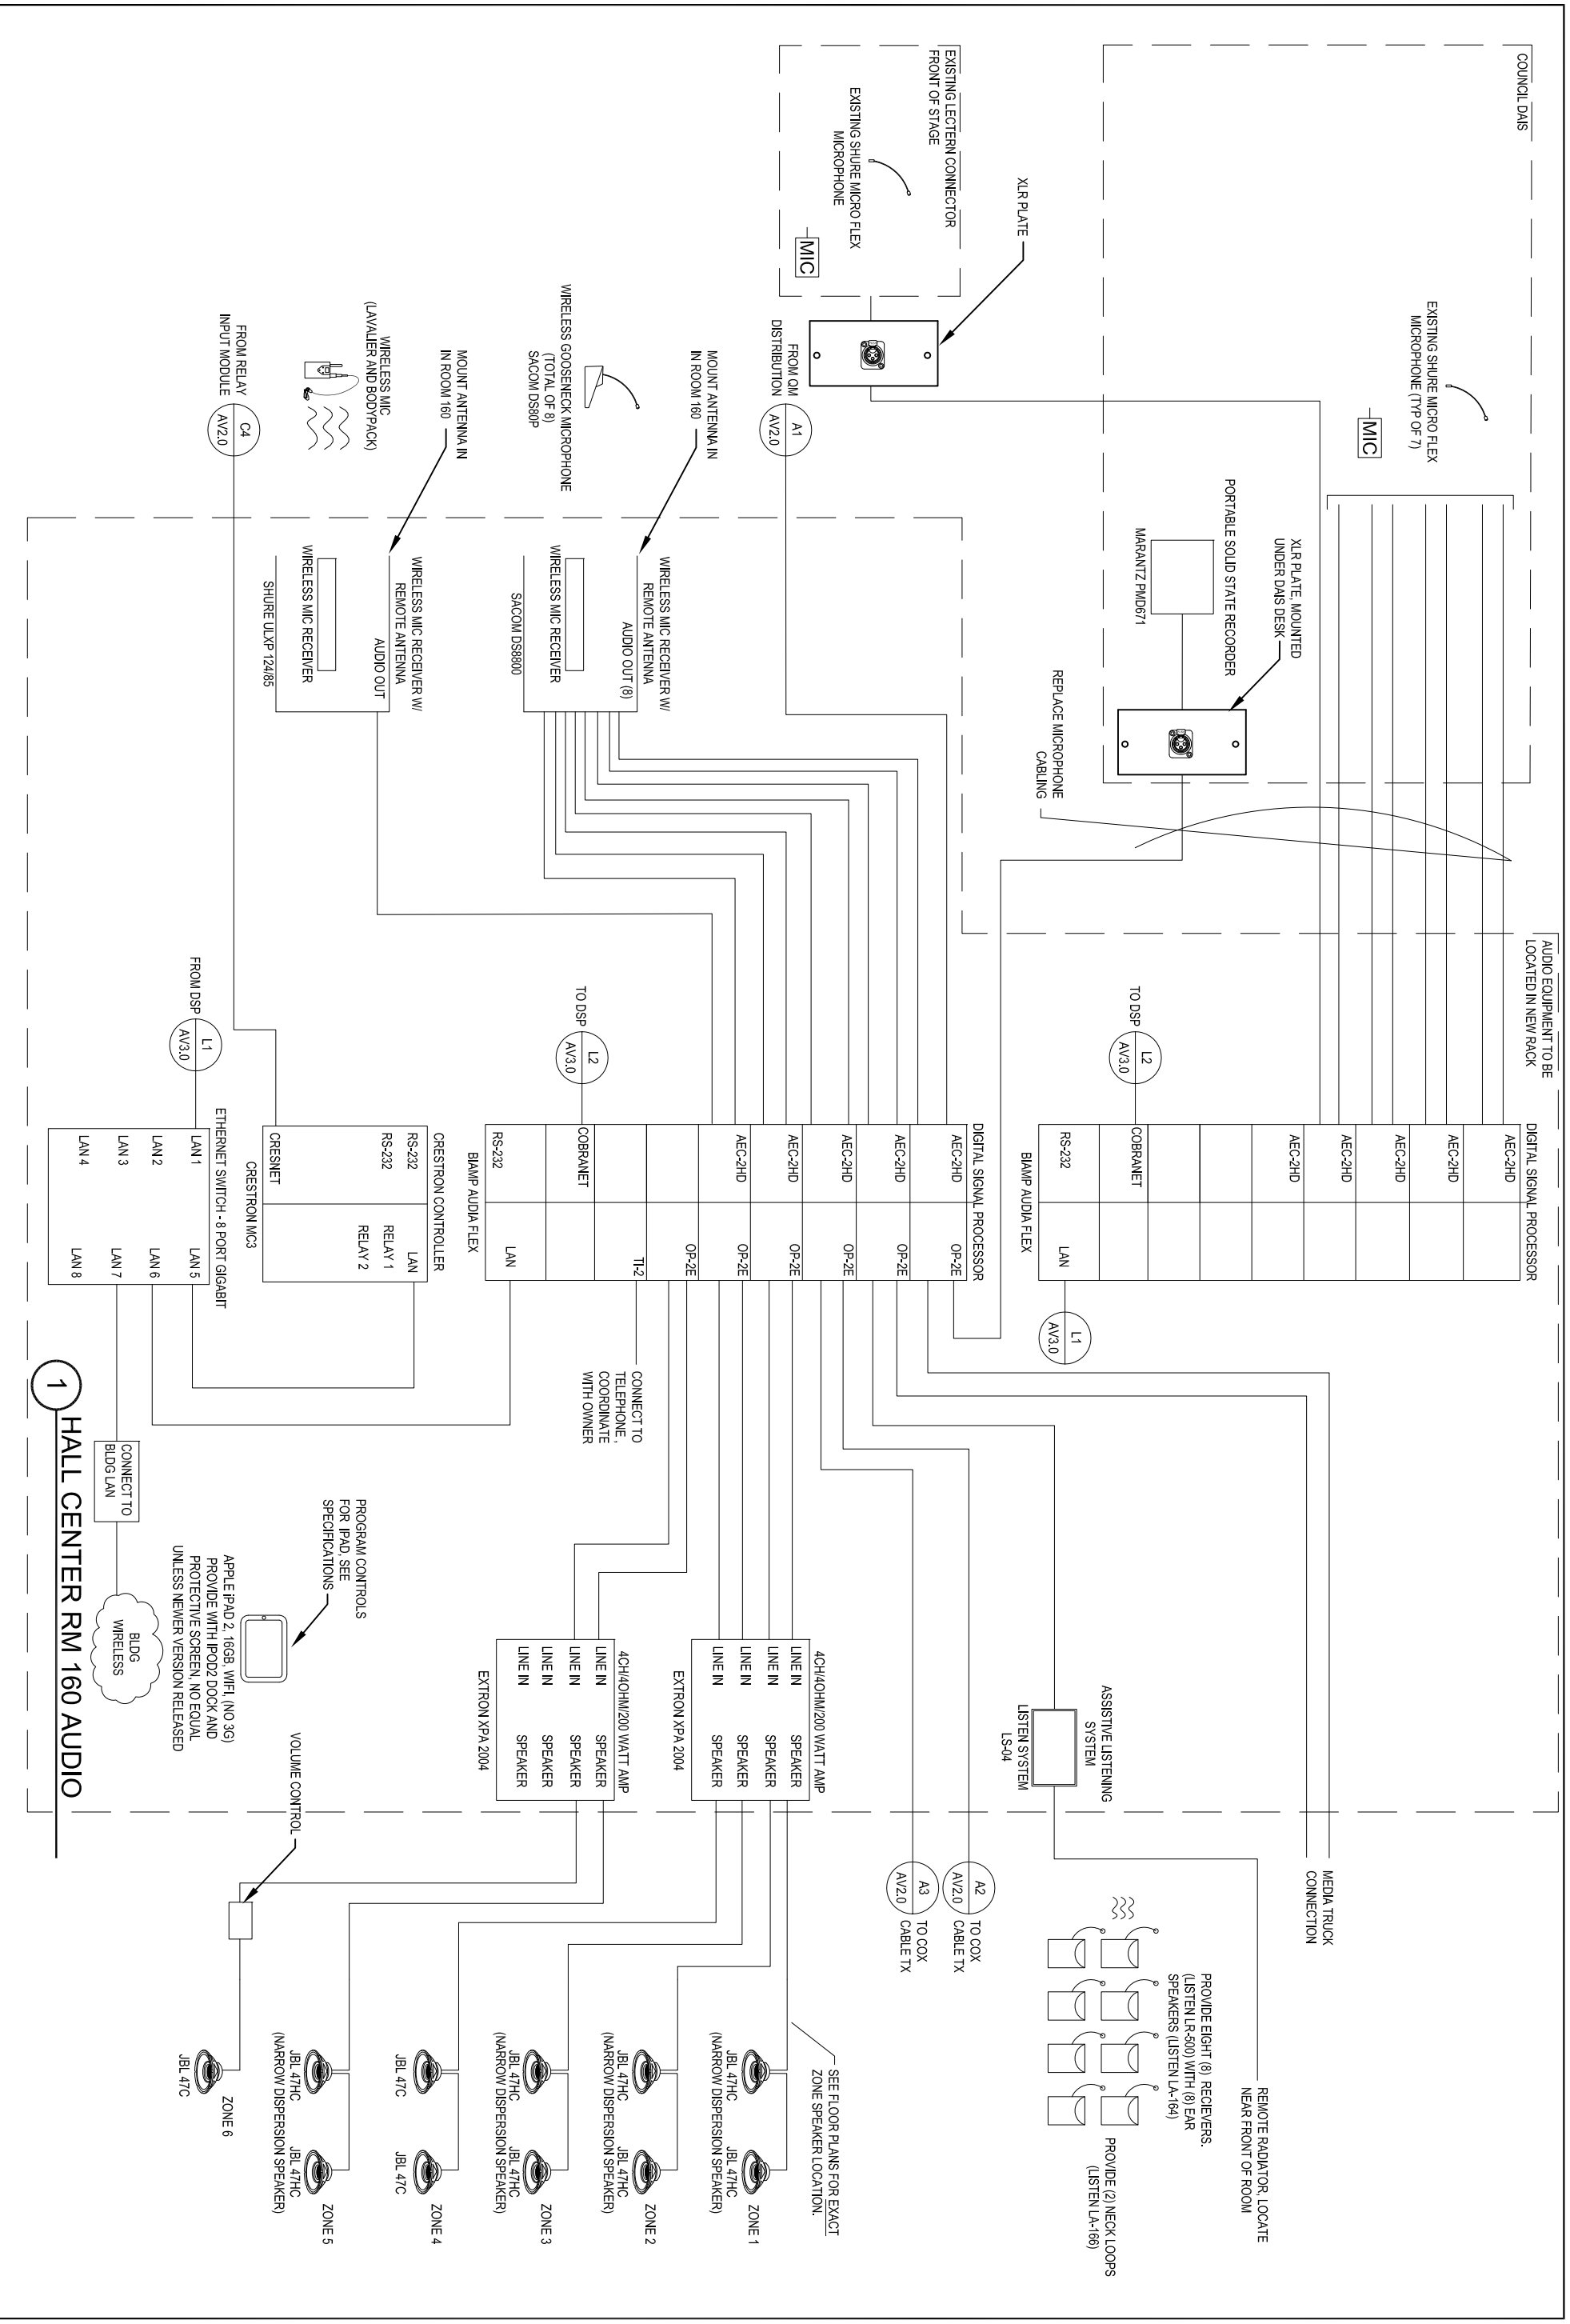 COUNCIL DAIS
EXISTING SHURE MICRO FLEX
MICROPHONE (TYP OF 7)
MIC
PORTABLE SOLID STATE RECORDER
MARANTZ PMD671
XLR PLATE, MOUNTED
UNDER DAIS DESK
REPLACE MICROPHONE
CABLING
EXISTING LECTERN CONNECTOR
FRONT OF STAGE
EXISTING SHURE MICRO FLEX
MICROPHONE
MIC
XLR PLATE
FROM QM
DISTRIBUTION
A1
AV2.0
MOUNT ANTENNA IN
IN ROOM 160
WIRELESS GOOSENECK MICROPHONE
(TOTAL OF 8)
SACOM DS80P
MOUNT ANTENNA IN
IN ROOM 160
WIRELESS MIC
(LAVALIER AND BODYPACK)
FROM RELAY
INPUT MODULE
C4
AV2.0
WIRELESS MIC RECEIVER W/
REMOTE ANTENNA
AUDIO OUT (8)
WIRELESS MIC RECEIVER
SACOM DS8800
WIRELESS MIC RECEIVER W/
REMOTE ANTENNA
AUDIO OUT
WIRELESS MIC RECEIVER
SHURE ULXP 124/85
AUDIO EQUIPMENT TO BE
LOCATED IN NEW RACK
DIGITAL SIGNAL PROCESSOR
AEC-2HD
AEC-2HD
AEC-2HD
AEC-2HD
AEC-2HD
COBRANET
RS-232
LAN
BIAMP AUDIA FLEX
TO DSP
L2
AV3.0
L1
AV3.0
DIGITAL SIGNAL PROCESSOR
AEC-2HD
OP-2E
AEC-2HD
OP-2E
AEC-2HD
OP-2E
AEC-2HD
OP-2E
AEC-2HD
OP-2E
OP-2E
TI-2
COBRANET
RS-232
LAN
BIAMP AUDIA FLEX
TO DSP
L2
AV3.0
CONNECT TO
TELEPHONE ,
COORDINATE
WITH OWNER
CRESTRON CONTROLLER
RS-232
LAN
RS-232
RELAY 1
RELAY 2
CRESNET
CRESTRON MC3
FROM DSP
L1
AV3.0
ETHERNET SWITCH - 8 PORT GIGABIT
LAN 1
LAN 5
LAN 2
LAN 6
LAN 3
LAN 7
LAN 4
LAN 8
CONNECT TO
BLDG LAN
BLDG
WIRELESS
PROGRAM CONTROLS
FOR IPAD, SEE
SPECIFICATIONS
APPLE iPAD 2, 16GB, WIFI, (NO 3G)
PROVIDE WITH IPOD2 DOCK AND
PROTECTIVE SCREEN, NO EQUAL
UNLESS NEWER VERSION RELEASED
4CH/4OHM/200 WATT AMP
LINE IN
SPEAKER
LINE IN
SPEAKER
LINE IN
SPEAKER
LINE IN
SPEAKER
EXTRON XPA 2004
4CH/4OHM/200 WATT AMP
LINE IN
SPEAKER
LINE IN
SPEAKER
LINE IN
SPEAKER
LINE IN
SPEAKER
EXTRON XPA 2004
VOLUME CONTROL
ASSISTIVE LISTENING
SYSTEM
LISTEN SYSTEM
LS-04
MEDIA TRUCK
CONNECTION
REMOTE RADIATOR, LOCATE
NEAR FRONT OF ROOM
PROVIDE EIGHT (8) RECIEVERS.
(LISTEN LR-500) WITH (8) EAR
SPEAKERS (LISTEN LA-164)
PROVIDE (2) NECK LOOPS
(LISTEN LA-166)
A2
AV2.0
TO COX
CABLE TX
A3
AV2.0
TO COX
CABLE TX
SEE FLOOR PLANS FOR EXACT
ZONE SPEAKER LOCATION.
ZONE 1
JBL 47HC
JBL 47HC
(NARROW DISPERSION SPEAKER)
ZONE 2
JBL 47HC
JBL 47HC
(NARROW DISPERSION SPEAKER)
ZONE 3
JBL 47HC
JBL 47HC
(NARROW DISPERSION SPEAKER)
ZONE 4
JBL 47C
JBL 47C
ZONE 5
JBL 47HC
JBL 47HC
(NARROW DISPERSION SPEAKER)
ZONE 6
JBL 47C
1
HALL CENTER RM 160 AUDIO